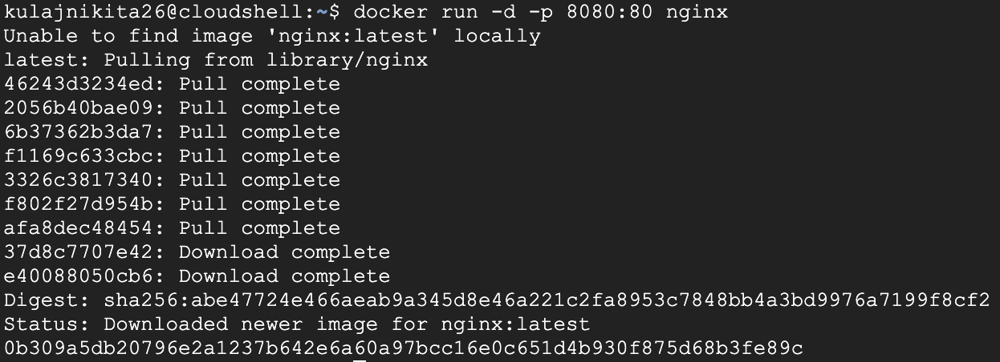 kulajnikita26@cloudshell:~$ docker run -d -p 8080:80 nginx
Unable to find image 'nginx:latest' locally
latest: Pulling from library/nginx
46243d3234ed: Pull complete
2056b40bae09: Pull complete
6b37362b3da7: Pull complete
f1169c633cbc: Pull complete
3326c3817340: Pull complete
f802f27d954b: Pull complete
afa8dec48454: Pull complete
37d8c7707e42: Download complete
e40088050cb6: Download complete
Digest: sha256:abe47724e466aeab9a345d8e46a221c2fa8953c7848bb4a3bd9976a7199f8cf2
Status: Downloaded newer image for nginx:latest
0b309a5db20796e2a1237b642e6a60a97bcc16e0c651d4b930f875d68b3fe89c